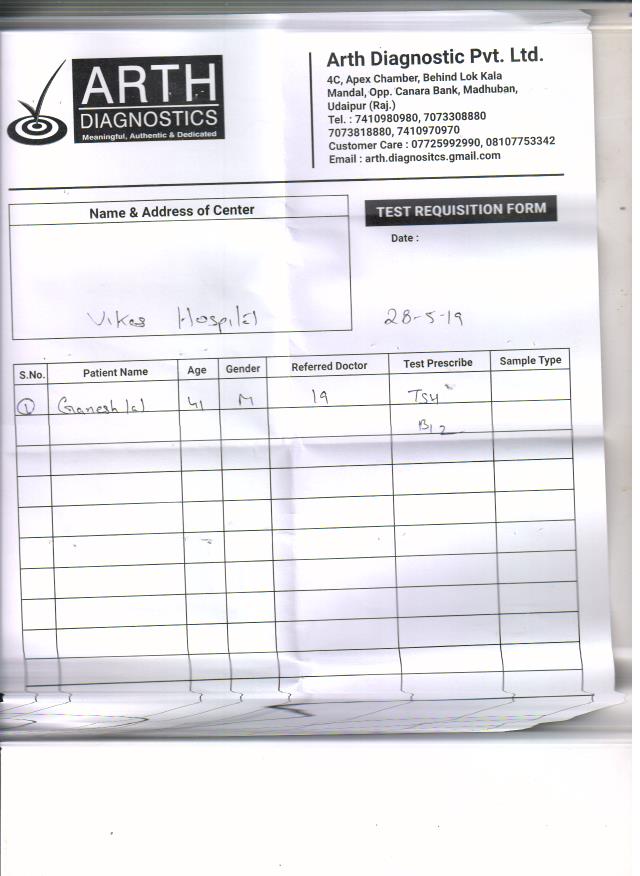 ARTH
DIAGNOSTICS
Meaningful, Authentic & Dedicated
Arth Diagnostic Pvt. Ltd.
4C, Apex Chamber, Behind Lok Kala
Mandal, Opp. Canara Bank, Madhuban,
Udaipur (Raj.)
Tel. : 7410980980, 7073308880
7073818880, 7410970970
Customer Care : 07725992990, 08107753342
Email : arth.diagnositcs.gmail.com
Name & Address of Center
TEST REQUISITION FORM
Date :
Vikas Hospital
28-5-19
S.No. Patient Name Age Gender Referred Doctor Test Prescribe Sample Type
1 Ganesh lal 41 M 19 TSH
B12